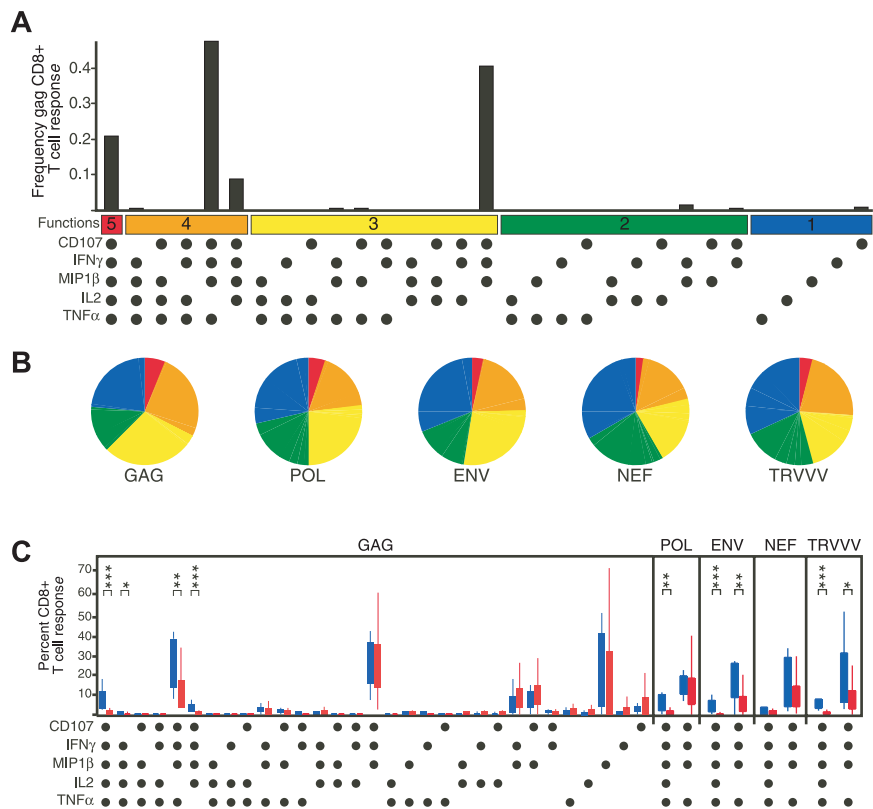 A
Frequency gag CD8+
T cell response
0.4
0.3
0.2
0.1
Functions 5 4 3 2 1
CD107
IFNγ
MIP1β
IL2
TNFα
B
GAG POL ENV NEF TRVVV
C
GAG POL ENV NEF TRVVV
Percent CD8+
T cell response
70
60
50
40
30
20
10
*** * ** *** ** *** ** *** *
CD107
IFNγ
MIP1β
IL2
TNFα